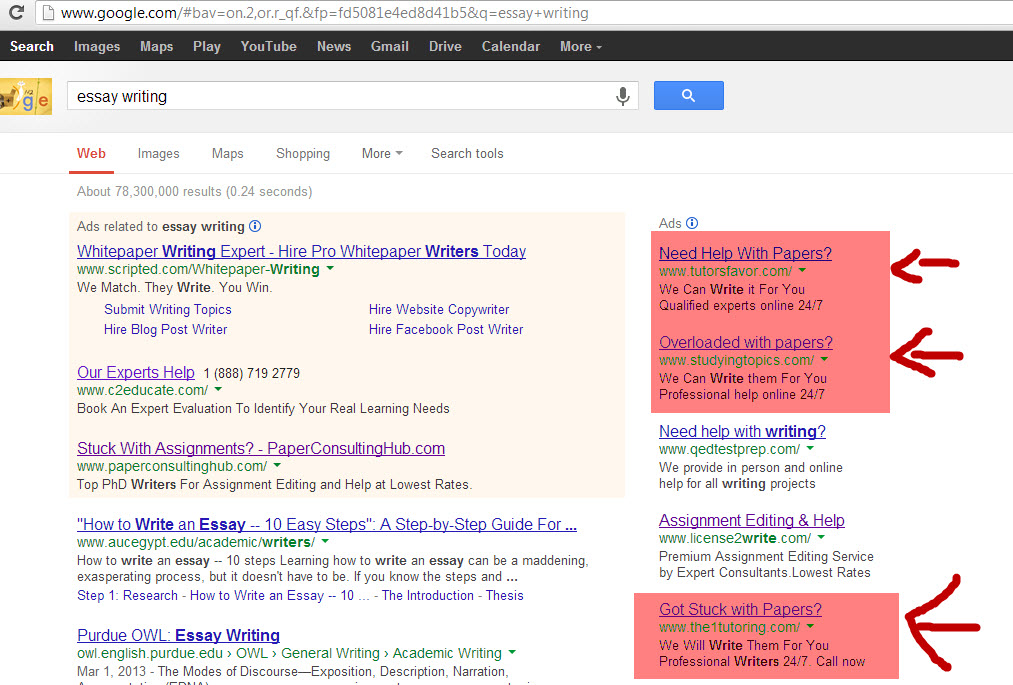 www.google.com/#bav=on.2,or.r_qf.&fp=fd5081e4ed8d41b5&q=essay+writing
Search Images Maps Play YouTube News Gmail Drive Calendar More
gle
essay writing
Web Images Maps Shopping More Search tools
About 78,300,000 results (0.24 seconds)
Ads related to essay writing
Whitepaper Writing Expert - Hire Pro Whitepaper Writers Today
www.scripted.com/Whitepaper-Writing
We Match. They Write. You Win.
Submit Writing Topics Hire Website Copywriter
Hire Blog Post Writer Hire Facebook Post Writer
Our Experts Help 1 (888) 719 2779
www.c2educate.com/
Book An Expert Evaluation To Identify Your Real Learning Needs
Stuck With Assignments? - PaperConsultingHub.com
www.paperconsultinghub.com/
Top PhD Writers For Assignment Editing and Help at Lowest Rates.
"How to Write an Essay -- 10 Easy Steps": A Step-by-Step Guide For ...
www.aucegypt.edu/academic/writers/
How to write an essay -- 10 steps Learning how to write an essay can be a maddening,
exasperating process, but it doesn't have to be. If you know the steps and ...
Step 1: Research - How to Write an Essay -- 10 ... - The Introduction - Thesis
Purdue OWL: Essay Writing
owl.english.purdue.edu › OWL › General Writing › Academic Writing
Mar 1, 2013 - The Modes of Discourse—Exposition, Description, Narration,
Ads
Need Help With Papers?
www.tutorsfavor.com/
We Can Write it For You
Qualified experts online 24/7
Overloaded with papers?
www.studyingtopics.com/
We Can Write them For You
Professional help online 24/7
Need help with writing?
www.qedtestprep.com/
We provide in person and online
help for all writing projects
Assignment Editing & Help
www.license2write.com/
Premium Assignment Editing Service
by Expert Consultants.Lowest Rates
Got Stuck with Papers?
www.the1tutoring.com/
We Will Write Them For You
Professional Writers 24/7. Call now